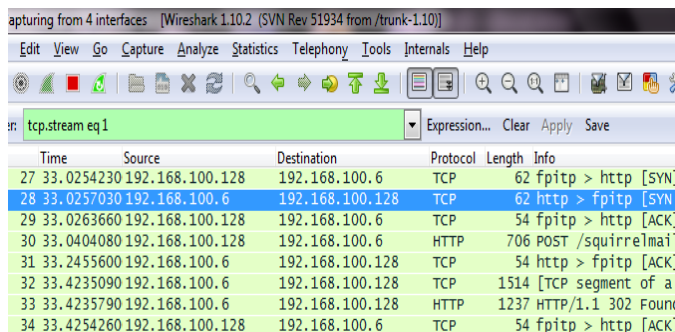 apturing from 4 interfaces [Wireshark 1.10.2 (SVN Rev 51934 from /trunk-1.10)]
Edit View Go Capture Analyze Statistics Telephony Tools Internals Help
er: tcp.stream eq 1 Expression... Clear Apply Save
Time Source Destination Protocol Length Info
27 33.0254230 192.168.100.128 192.168.100.6 TCP 62 fpitp > http [SYN]
28 33.0257030 192.168.100.6 192.168.100.128 TCP 62 http > fpitp [SYN
29 33.0263660 192.168.100.128 192.168.100.6 TCP 54 fpitp > http [ACK]
30 33.0404080 192.168.100.128 192.168.100.6 HTTP 706 POST /squirrelmail
31 33.2455600 192.168.100.6 192.168.100.128 TCP 54 http > fpitp [ACK]
32 33.4235090 192.168.100.6 192.168.100.128 TCP 1514 [TCP segment of a
33 33.4235790 192.168.100.6 192.168.100.128 HTTP 1237 HTTP/1.1 302 Found
34 33.4254260 192.168.100.128 192.168.100.6 TCP 54 fpitp > http [ACK]